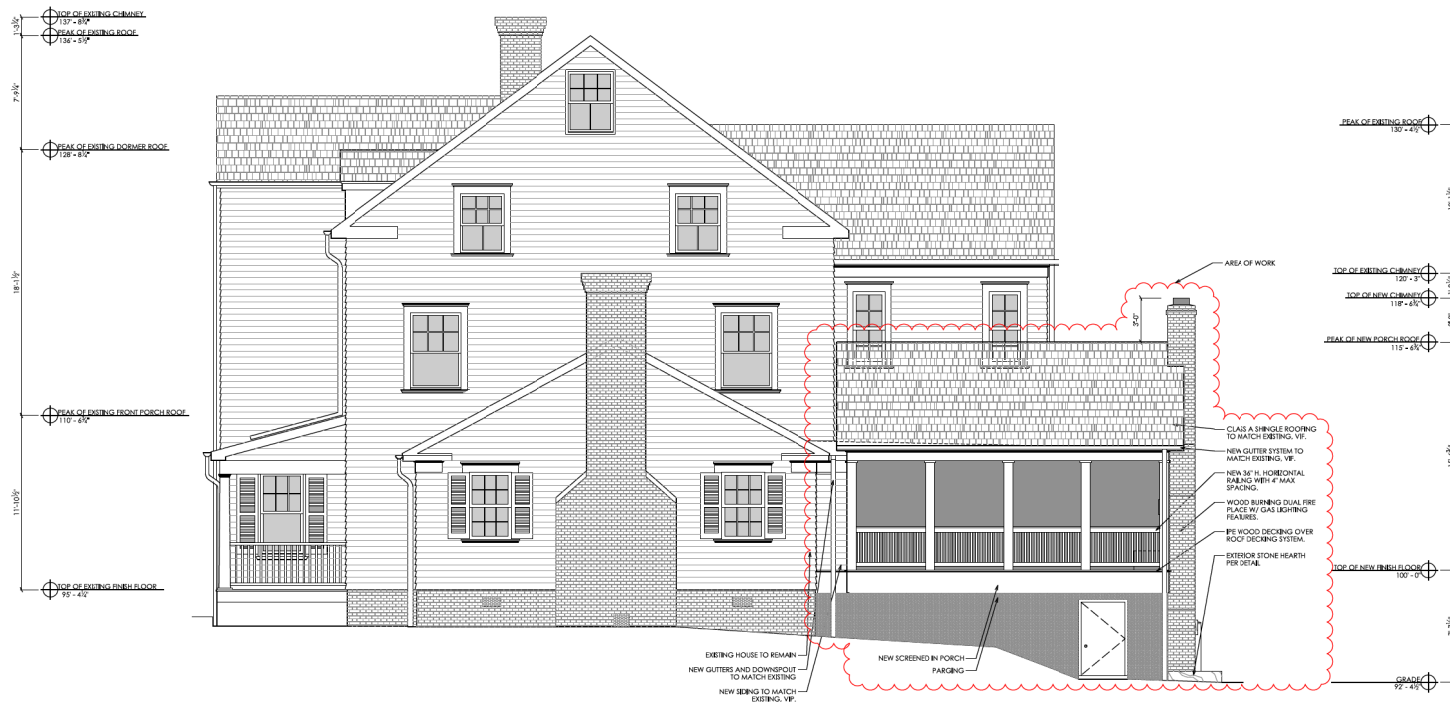 TOP OF EXISTING CHIMNEY
137' - 8¾"
PEAK OF EXISTING ROOF
136' - 5½"
1'-3¼"
7'-9¼"
PEAK OF EXISTING DORMER ROOF
128' - 8¼"
18'-1½"
PEAK OF EXISTING FRONT PORCH ROOF
110' - 6¾"
TOP OF EXISTING FINISH FLOOR
95' - 4½"
AREA OF WORK
3'-0"
PEAK OF EXISTING ROOF
130' - 4½"
TOP OF EXISTING CHIMNEY
120' - 3"
TOP OF NEW CHIMNEY
118' - 6¾"
PEAK OF NEW PORCH ROOF
115' - 6¾"
CLASS A SHINGLE ROOFING
TO MATCH EXISTING, VIF.
NEW GUTTER SYSTEM TO
MATCH EXISTING, VIF.
NEW 36" H. HORIZONTAL
RAILING WITH 4" MAX
SPACING.
WOOD BURNING DUAL FIRE
PLACE W/ GAS LIGHTING
FEATURES.
IPE WOOD DECKING OVER
ROOF DECKING SYSTEM.
EXTERIOR STONE HEARTH
PER DETAIL
TOP OF NEW FINISH FLOOR
100' - 0"
EXISTING HOUSE TO REMAIN
NEW GUTTERS AND DOWNSPOUT
TO MATCH EXISTING
NEW SIDING TO MATCH
EXISTING, VIF.
NEW SCREENED IN PORCH
PARGING
GRADE
92' - 4½"